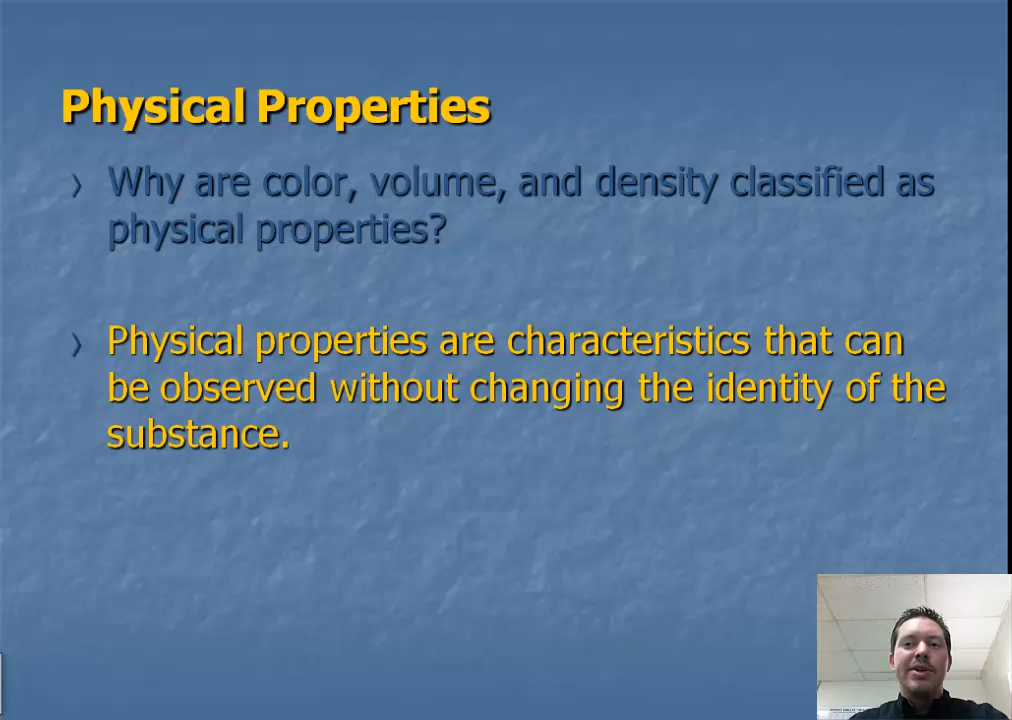 Physical Properties
Why are color, volume, and density classified as
physical properties?
Physical properties are characteristics that can
be observed without changing the identity of the
substance.